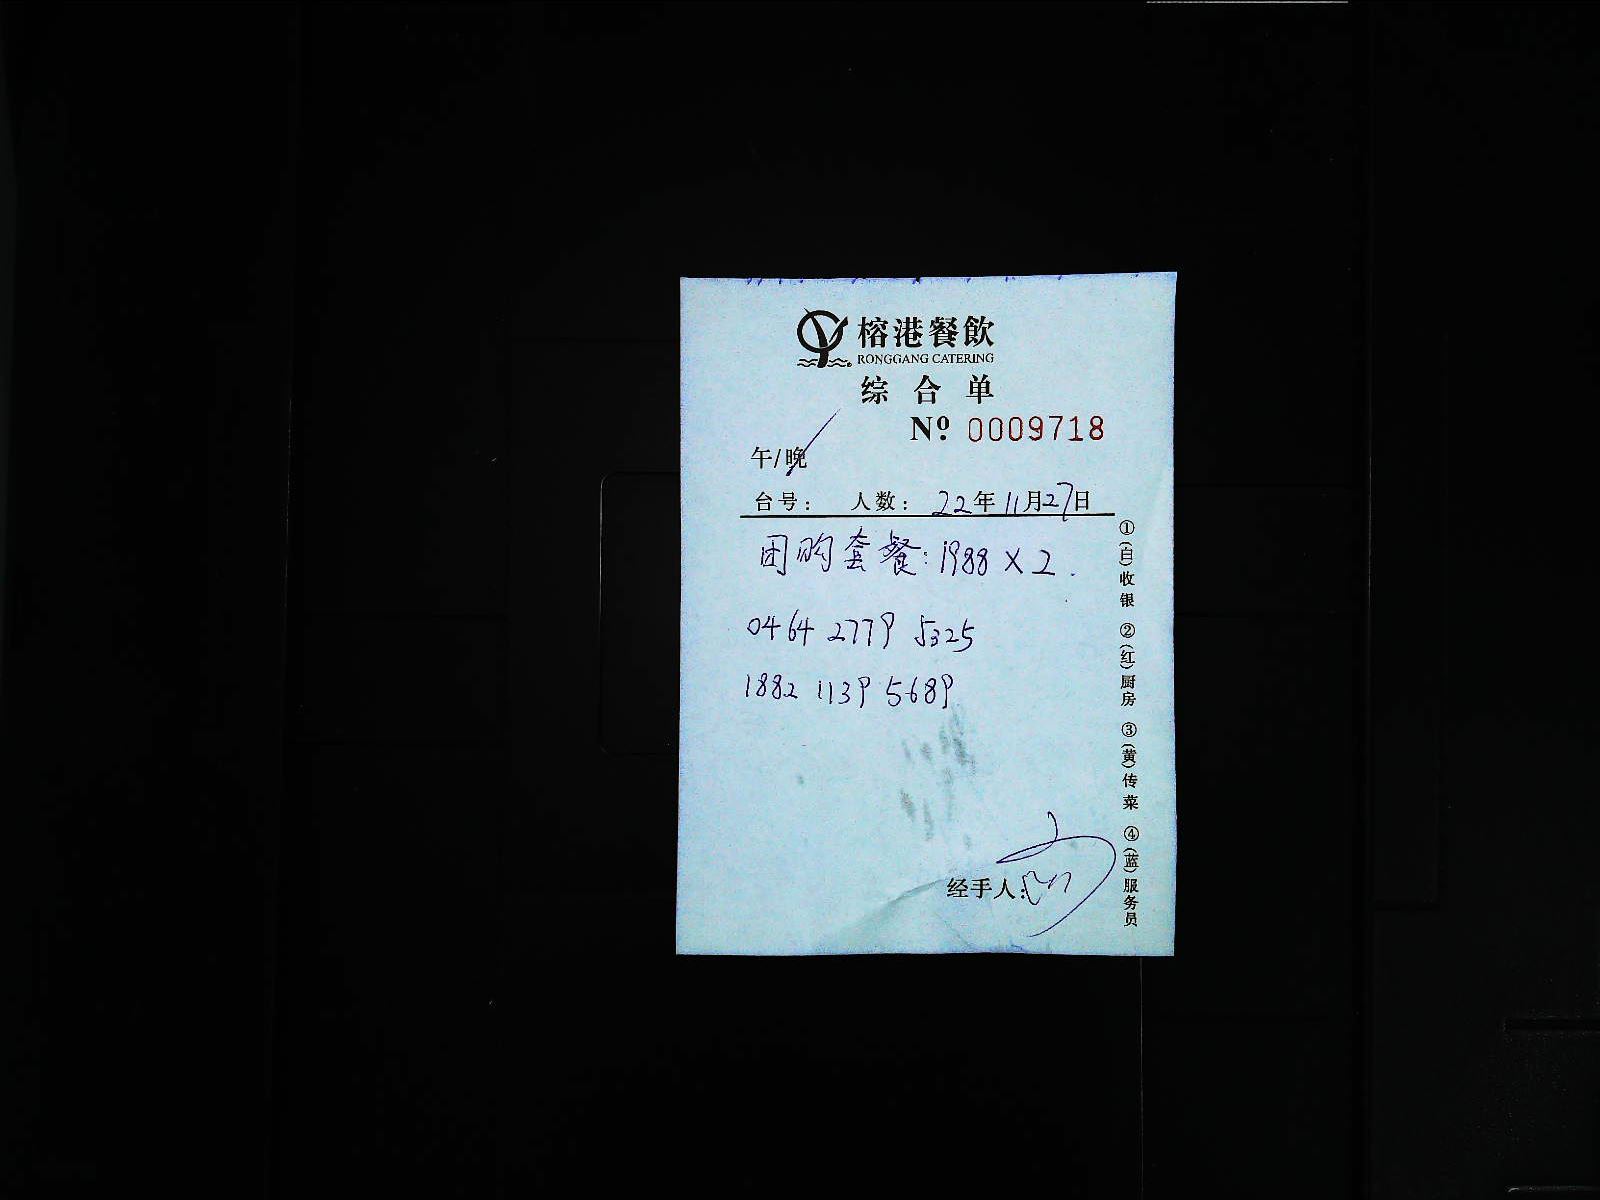 榕港餐飲
RONGGANG CATERING
综合单
Nº 0009718
午/晚
台号： 人数： 22年11月27日
团购套餐：1988×2.
0464 2779 5325
1882 1139 5689
经手人：
①(白)收银 ②(红)厨房 ③(黄)传菜 ④(蓝)服务员